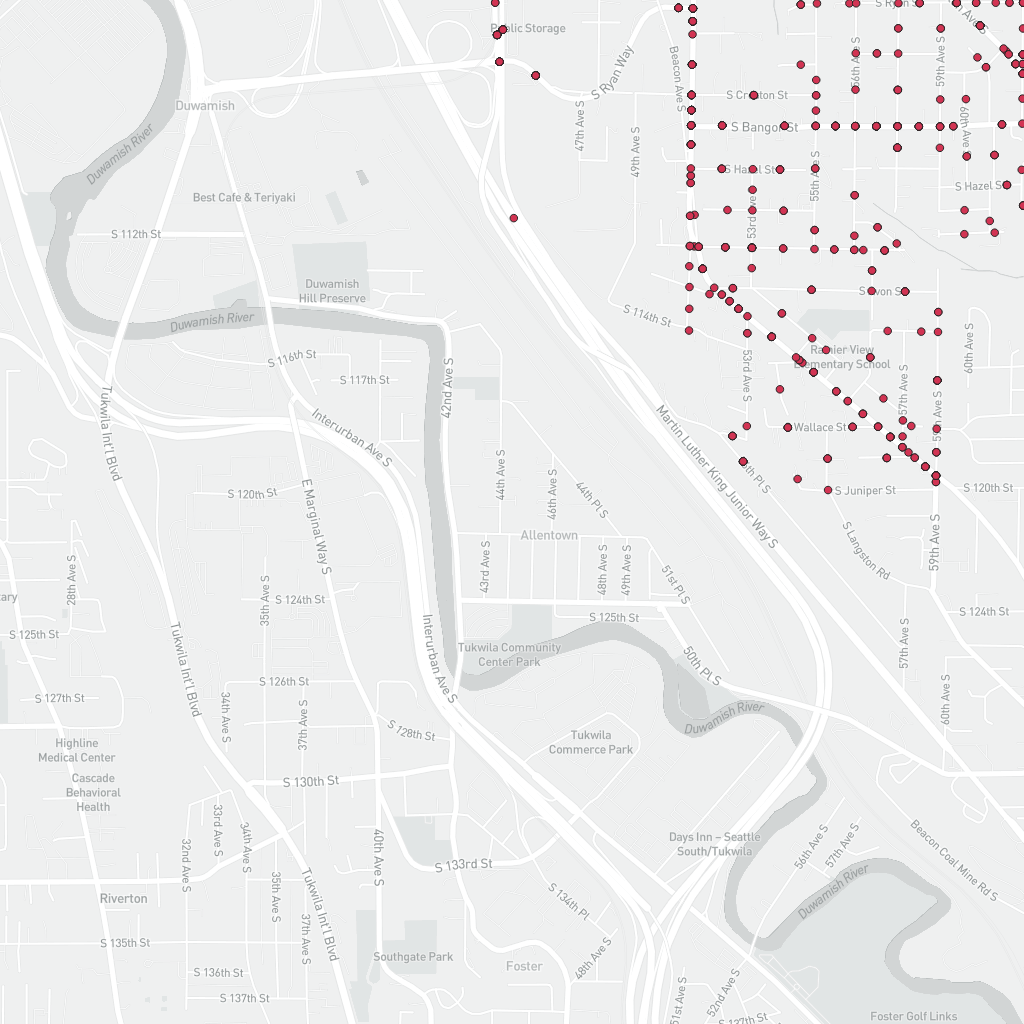 S Ryan St
Public Storage
S Ryan Way
Beacon Ave S
56th Ave S
59th Ave S
Duwamish
S Creston St
47th Ave S
60th Ave S
S Bangor St
49th Ave S
Duwamish River
S Hazel St
55th Ave S
S Hazel St
Best Cafe & Teriyaki
53rd Ave S
S 112th St
Duwamish
Hill Preserve
S Avon St
S 114th St
Duwamish River
60th Ave S
Rainier View
Elementary School
S 116th St
53rd Ave S
S 117th St
42nd Ave S
57th Ave S
59th Ave S
Tukwila Int'l Blvd
Interurban Ave S
Martin Luther King Junior Way S
Wallace St
44th Ave S
46th Ave S
44th Pl S
S 120th St
E Marginal Way S
S Juniper St
S 120th St
Allentown
S Langston Rd
59th Ave S
28th Ave S
43rd Ave S
48th Ave S
49th Ave S
51st Pl S
35th Ave S
S 124th St
S 124th St
S 125th St
S 125th St
57th Ave S
Tukwila Int'l Blvd
Interurban Ave S
Tukwila Community
Center Park
50th Pl S
S 126th St
S 127th St
34th Ave S
37th Ave S
60th Ave S
Duwamish River
S 128th St
Highline
Medical Center
Tukwila
Commerce Park
Cascade
Behavioral
Health
S 130th St
33rd Ave S
34th Ave S
32nd Ave S
40th Ave S
Days Inn – Seattle
South/Tukwila
56th Ave S
57th Ave S
Beacon Coal Mine Rd S
S 133rd St
35th Ave S
Tukwila Int'l Blvd
Duwamish River
Riverton
S 134th Pl
37th Ave S
S 135th St
Southgate Park
48th Ave S
Foster
S 136th St
S 137th St
51st Ave S
52nd Ave S
S 137th St
Foster Golf Links